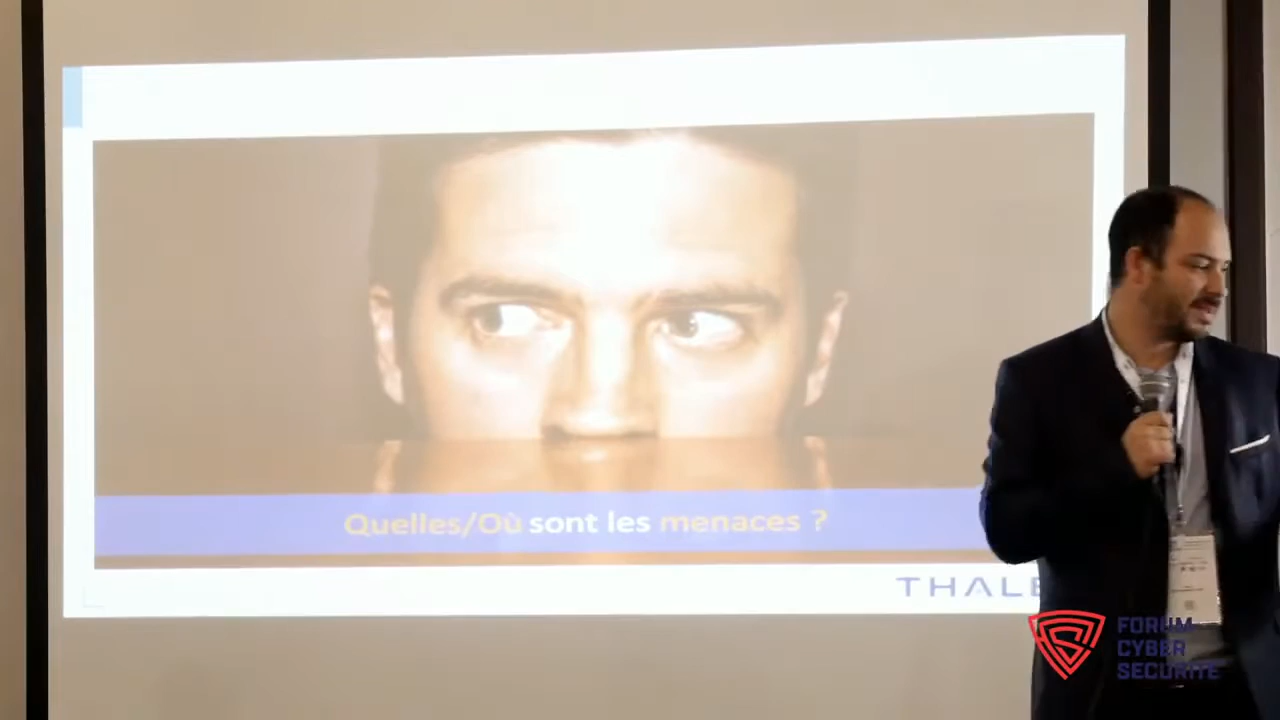 Quelles/Où sont les menaces ?
THALE
FORUM
CYBER
SECURITE